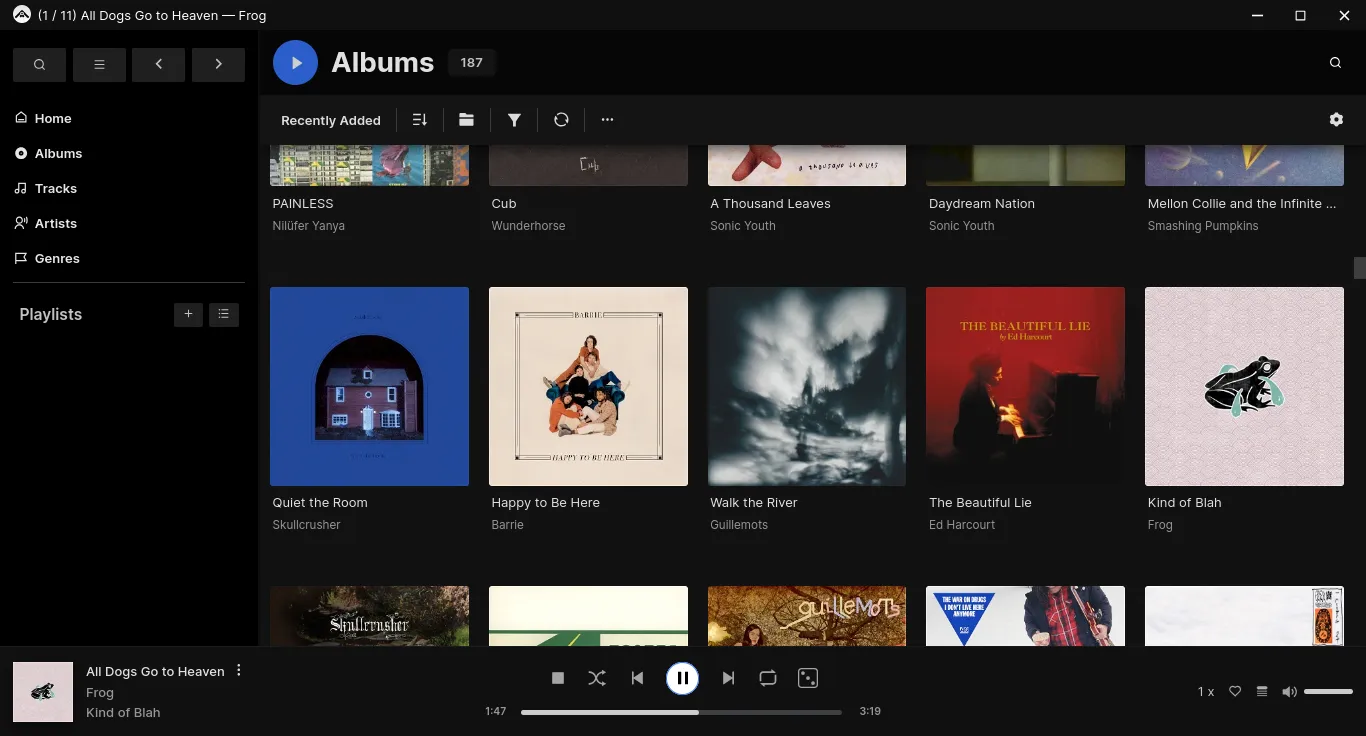 (1 / 11) All Dogs Go to Heaven — Frog
Home
Albums
Tracks
Artists
Genres
Playlists
Albums
187
Recently Added
Cub
a thousand leaves
PAINLESS
Cub
A Thousand Leaves
Daydream Nation
Mellon Collie and the Infinite ...
Nilüfer Yanya
Wunderhorse
Sonic Youth
Sonic Youth
Smashing Pumpkins
BARRIE
HAPPY TO BE HERE
THE BEAUTIFUL LIE
by Ed Harcourt
Quiet the Room
Happy to Be Here
Walk the River
The Beautiful Lie
Kind of Blah
Skullcrusher
Barrie
Guillemots
Ed Harcourt
Frog
Skullcrusher
guiLLeMoTs
THE WAR ON DRUGS
I DON'T LIVE HERE
ANYMORE
All Dogs Go to Heaven
Frog
Kind of Blah
1:47
3:19
1 x